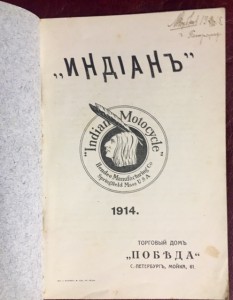 „ИНДІАНЪ"
"Indian Motocycle"
Hendee Manufacturing Co
Springfield Mass U.S.A
1914.
ТОРГОВЫЙ ДОМЪ
„ПОБѢДА"
С.-ПЕТЕРБУРГЪ, МОЙКА, 61.